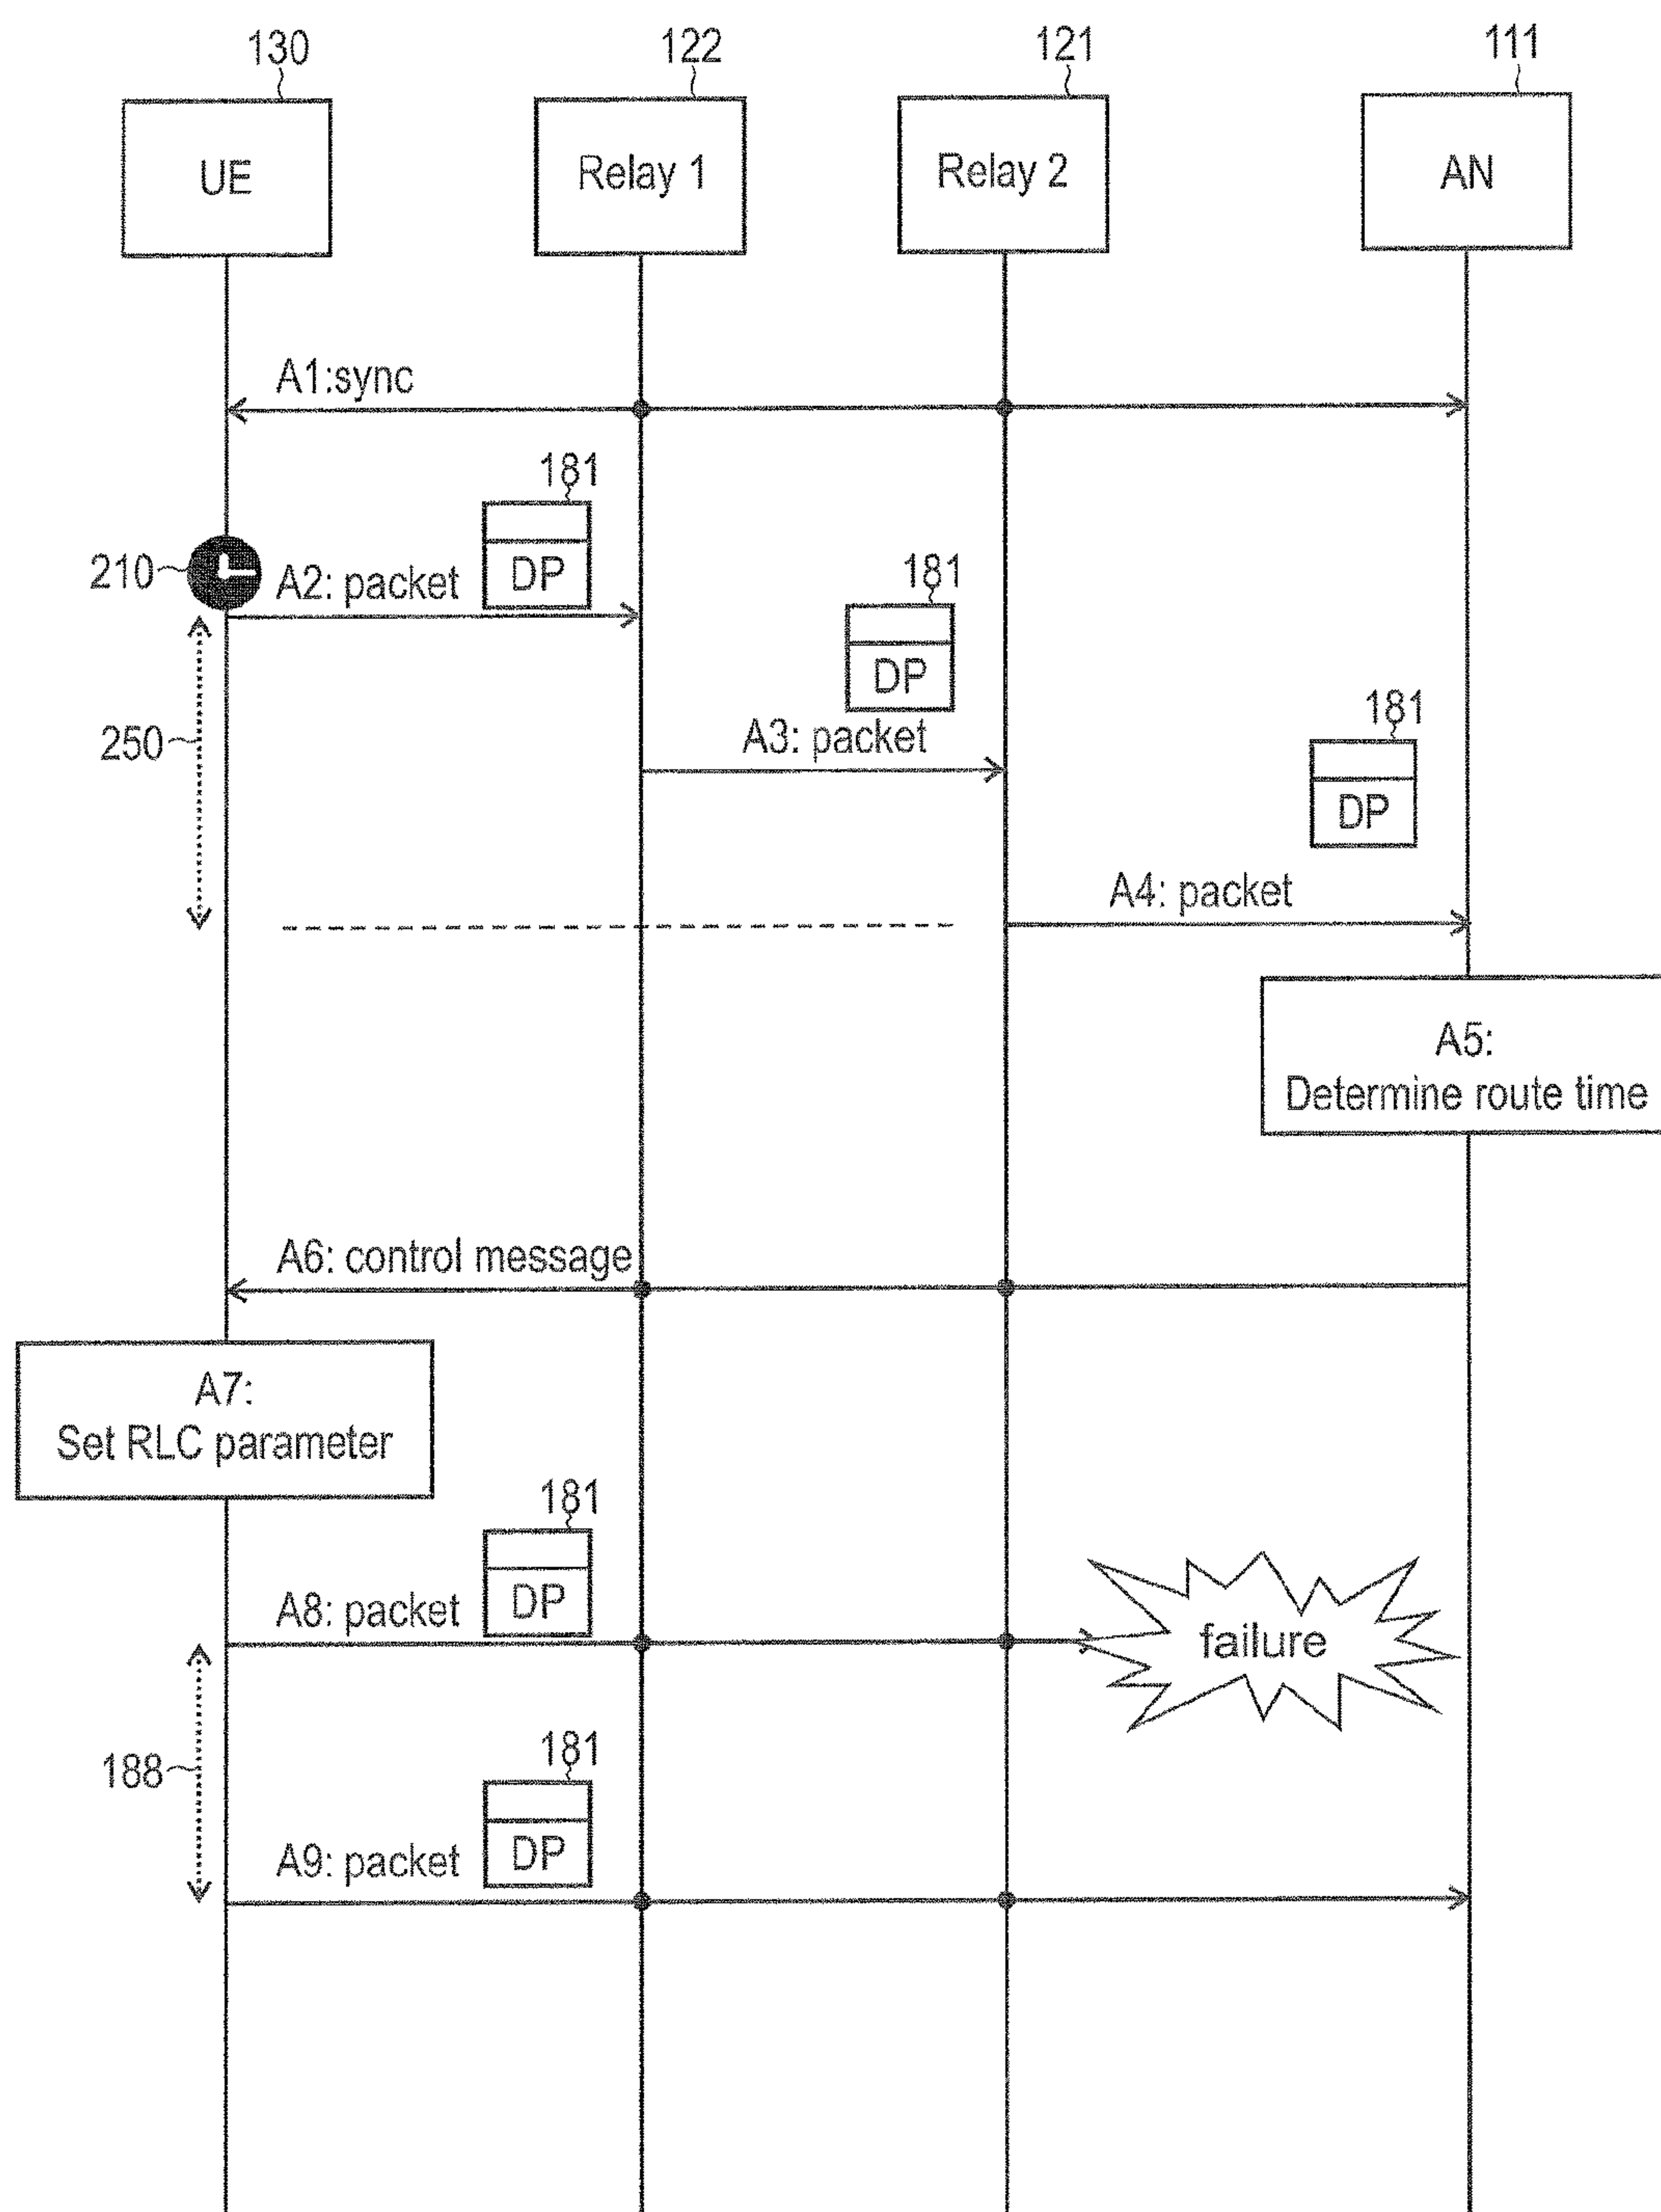 130
122
121
111
UE
Relay 1
Relay 2
AN
A1:sync
181
210
A2: packet
DP
181
DP
250
A3: packet
181
DP
A4: packet
A5:
Determine route time
A6: control message
A7:
Set RLC parameter
181
A8: packet
DP
failure
188
181
A9: packet
DP